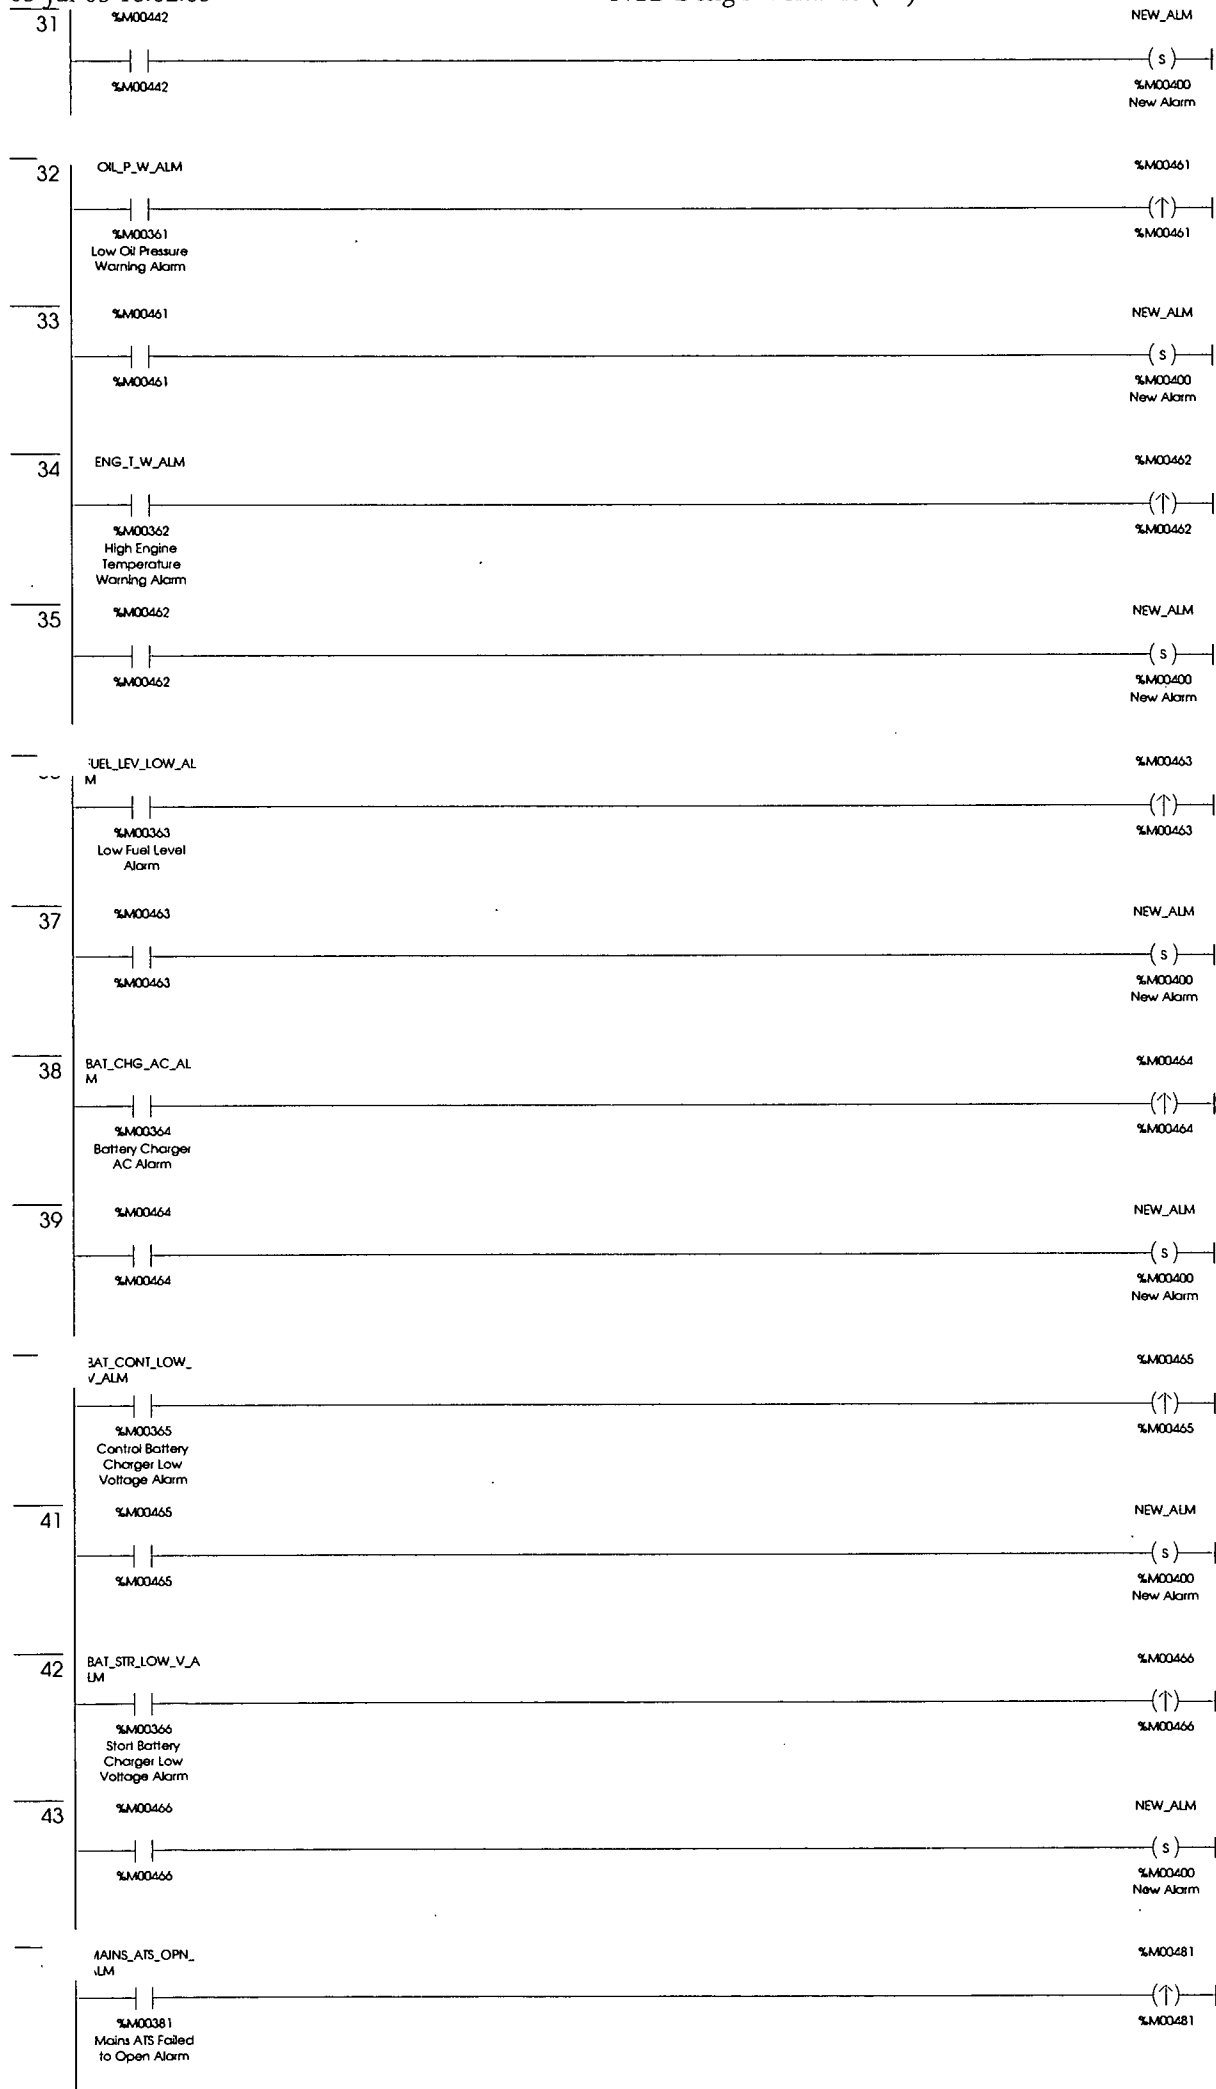 31 %M00442 NEW_ALM
(s)
%M00442 %M00400
New Alarm
32 OIL_P_W_ALM %M00461
(↑)
%M00361 %M00461
Low Oil Pressure
Warning Alarm
33 %M00461 NEW_ALM
(s)
%M00461 %M00400
New Alarm
34 ENG_T_W_ALM %M00462
(↑)
%M00362 %M00462
High Engine
Temperature
Warning Alarm
35 %M00462 NEW_ALM
(s)
%M00462 %M00400
New Alarm
UEL_LEV_LOW_AL %M00463
M
(↑)
%M00363 %M00463
Low Fuel Level
Alarm
37 %M00463 NEW_ALM
(s)
%M00463 %M00400
New Alarm
38 BAT_CHG_AC_AL %M00464
M
(↑)
%M00364 %M00464
Battery Charger
AC Alarm
39 %M00464 NEW_ALM
(s)
%M00464 %M00400
New Alarm
BAT_CONT_LOW_ %M00465
V_ALM
(↑)
%M00365 %M00465
Control Battery
Charger Low
Voltage Alarm
41 %M00465 NEW_ALM
(s)
%M00465 %M00400
New Alarm
42 BAT_STR_LOW_V_A %M00466
LM
(↑)
%M00366 %M00466
Start Battery
Charger Low
Voltage Alarm
43 %M00466 NEW_ALM
(s)
%M00466 %M00400
New Alarm
MAINS_ATS_OPN_ %M00481
LM
(↑)
%M00381 %M00481
Mains ATS Failed
to Open Alarm